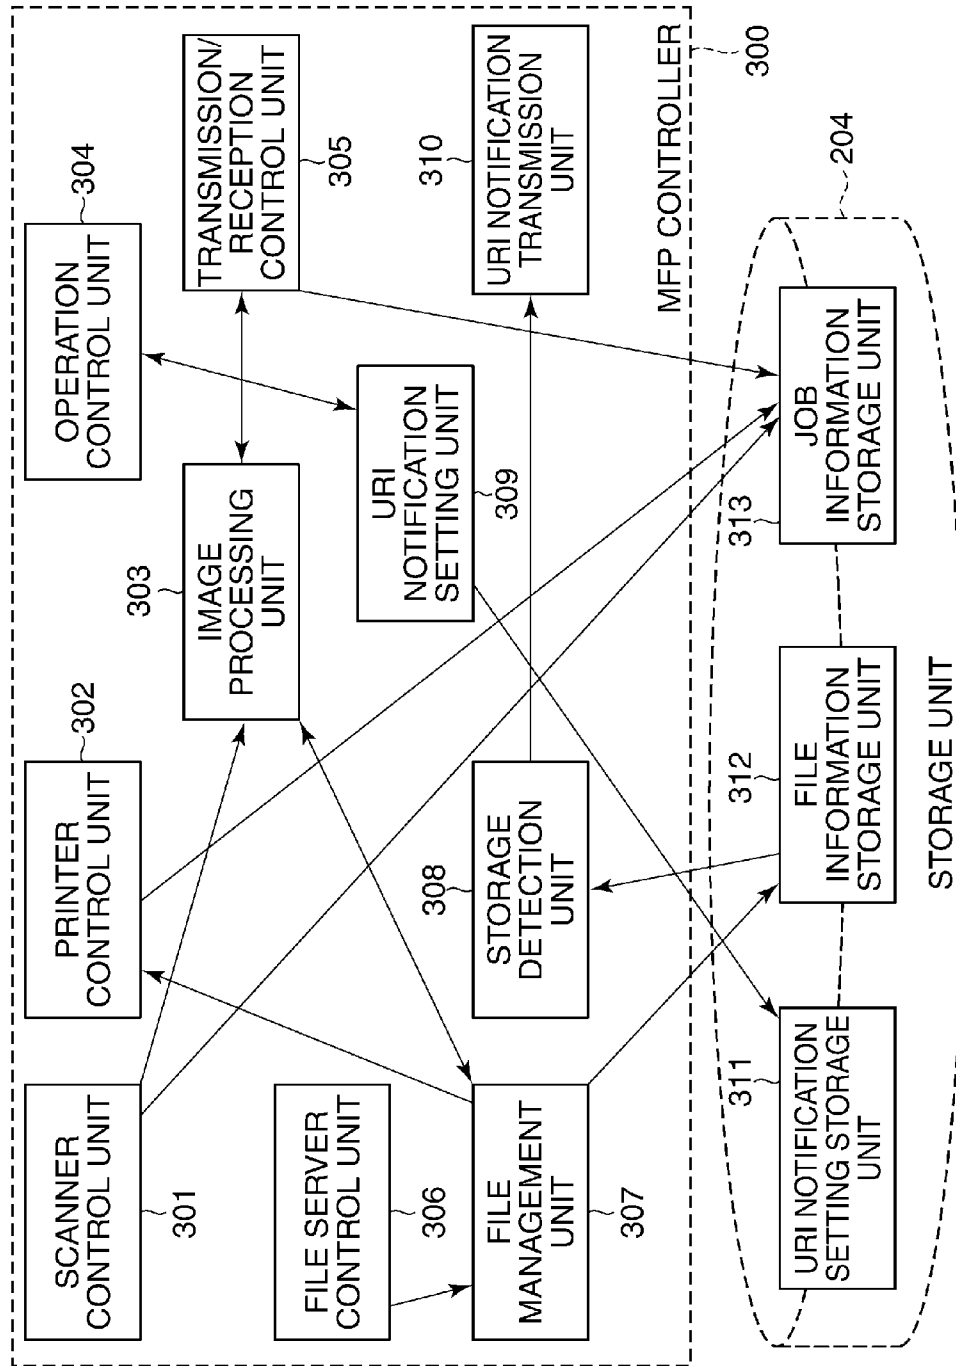 SCANNER
CONTROL UNIT
301
PRINTER
CONTROL UNIT
302
OPERATION
CONTROL UNIT
304
IMAGE
PROCESSING
UNIT
303
TRANSMISSION/
RECEPTION
CONTROL UNIT
305
FILE SERVER
CONTROL UNIT
306
URI
NOTIFICATION
SETTING UNIT
309
FILE
MANAGEMENT
UNIT
307
STORAGE
DETECTION
UNIT
308
URI NOTIFICATION
TRANSMISSION
UNIT
310
MFP CONTROLLER
300
URI NOTIFICATION
SETTING STORAGE
UNIT
311
FILE
INFORMATION
STORAGE UNIT
312
JOB
INFORMATION
STORAGE UNIT
313
204
STORAGE UNIT